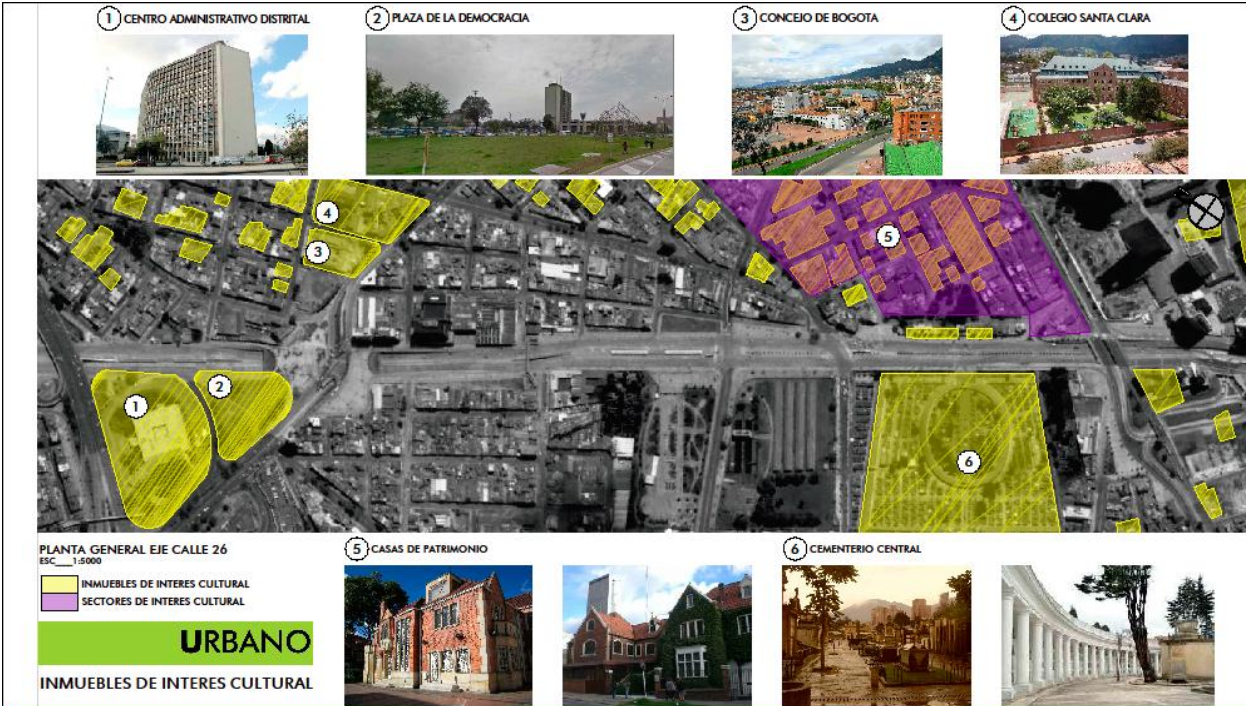 1 CENTRO ADMINISTRATIVO DISTRITAL
2 PLAZA DE LA DEMOCRACIA
3 CONCEJO DE BOGOTA
4 COLEGIO SANTA CLARA
4
3
5
2
1
6
PLANTA GENERAL EJE CALLE 26
ESC___1:5000
INMUEBLES DE INTERES CULTURAL
SECTORES DE INTERES CULTURAL
URBANO
INMUEBLES DE INTERES CULTURAL
5 CASAS DE PATRIMONIO
6 CEMENTERIO CENTRAL